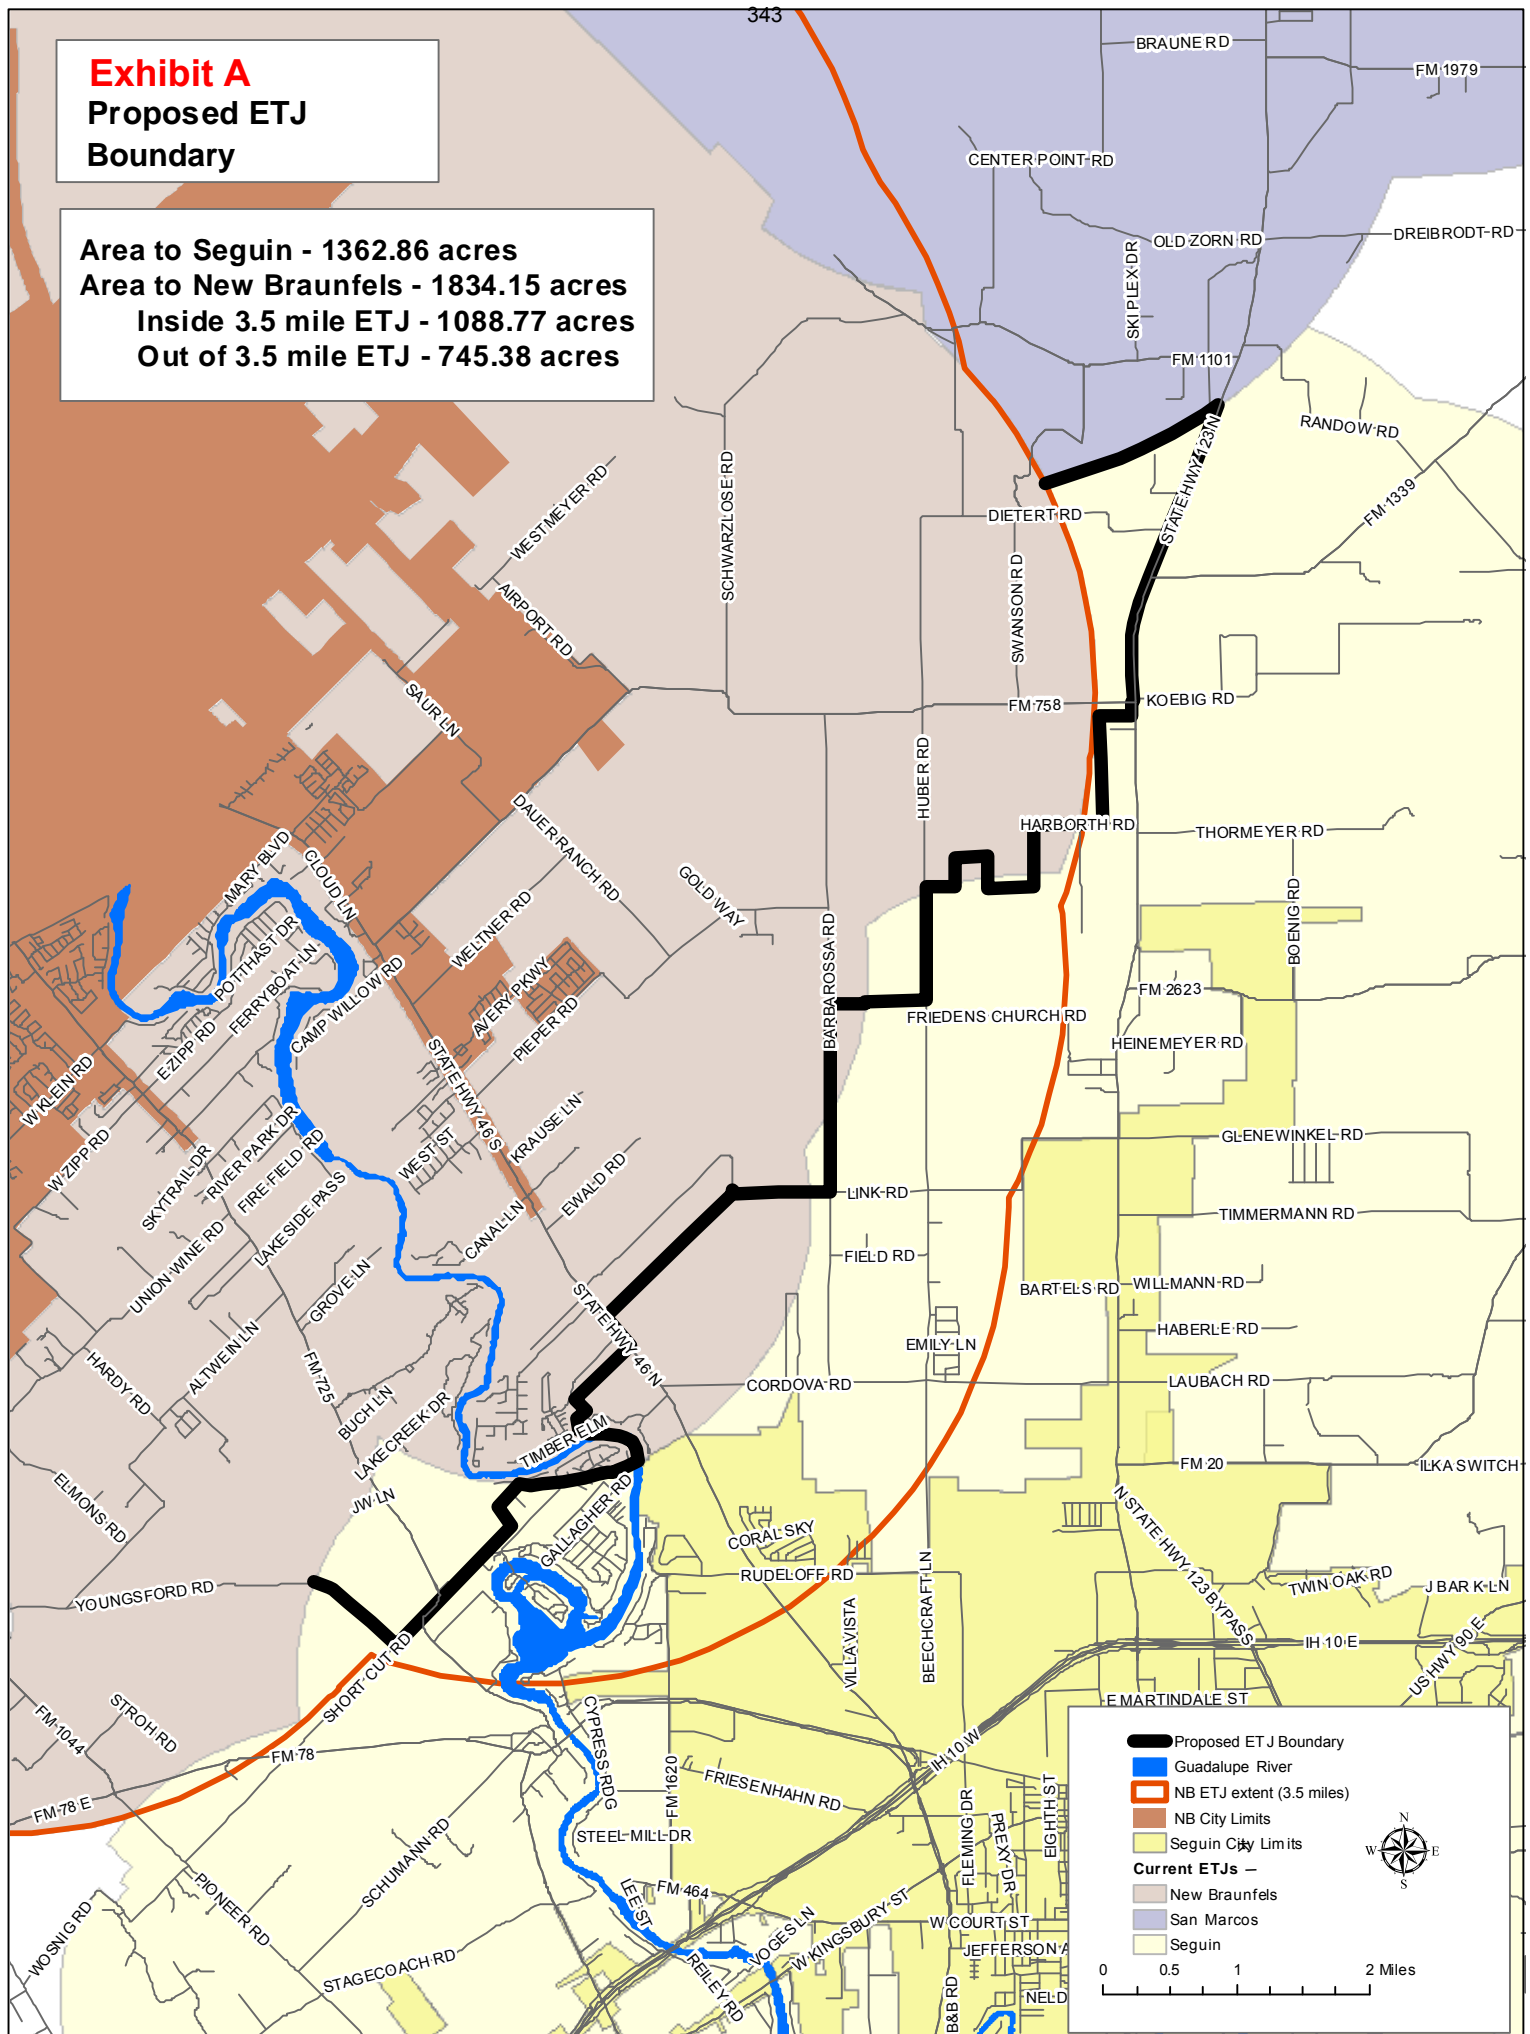 343
Exhibit A
Proposed ETJ
Boundary
Area to Seguin - 1362.86 acres
Area to New Braunfels - 1834.15 acres
Inside 3.5 mile ETJ - 1088.77 acres
Out of 3.5 mile ETJ - 745.38 acres
BRAUNE RD
FM 1979
CENTER POINT RD
OLD ZORN RD
DREIBRODT RD
SKI PLEX DR
FM 1101
RANDOW RD
STATE HWY 123 N
FM 1339
WESTMEYER RD
SCHWARZLOSE RD
DIETERT RD
AIRPORT RD
SWANSON RD
SAUR LN
FM 758
KOEBIG RD
HUBER RD
DAUER RANCH RD
HARBORTH RD
THORMEYER RD
MARY BLVD
CLOUD LN
GOLD WAY
BOENIG RD
WELTNER RD
BARBAROSSA RD
POTTHAST DR
FERRYBOAT LN
CAMP WILLOW RD
AVERY PKWY
PIEPER RD
FM 2623
FRIEDENS CHURCH RD
E ZIPP RD
HEINEMEYER RD
W KLEIN RD
STATE HWY 46 S
KRAUSE LN
GLENEWINKEL RD
W ZIPP RD
RIVER PARK DR
FIRE FIELD RD
WEST ST
SKYTRAIL DR
EWALD RD
LINK RD
LAKESIDE PASS
CANAL LN
TIMMERMANN RD
UNION WINE RD
FIELD RD
GROVE LN
BARTELS RD
WILLMANN RD
STATE HWY 46 N
EMILY LN
HABERLE RD
ALTWEIN LN
HARDY RD
FM 725
CORDOVA RD
LAUBACH RD
BUCH LN
LAKECREEK DR
TIMBER ELM
FM 20
ILKA SWITCH
ELMONS RD
JW LN
GALLAGHER RD
N STATE HWY 123 BYPASS
CORAL SKY
RUDELOFF RD
TWIN OAK RD
J BAR K LN
YOUNGSFORD RD
BEECHCRAFT LN
VILLA VISTA
IH 10 E
US HWY 90 E
SHORT CUT RD
E MARTINDALE ST
STROH RD
FM 1044
CYPRESS RDG
FM 78
IH 10 W
FM 1620
FRIESENHAHN RD
FM 78 E
EIGHTH ST
FLEMING DR
PREXY DR
STEEL MILL DR
SCHUMANN RD
PIONEER RD
LEE ST
FM 464
W KINGSBURY ST
VOGES LN
W COURT ST
WOSNIG RD
JEFFERSON A
STAGECOACH RD
REILEY RD
B&B RD
NELD
Proposed ETJ Boundary
Guadalupe River
NB ETJ extent (3.5 miles)
NB City Limits
Seguin City Limits
Current ETJs
New Braunfels
San Marcos
Seguin
N
W E
S
0 0.5 1 2 Miles